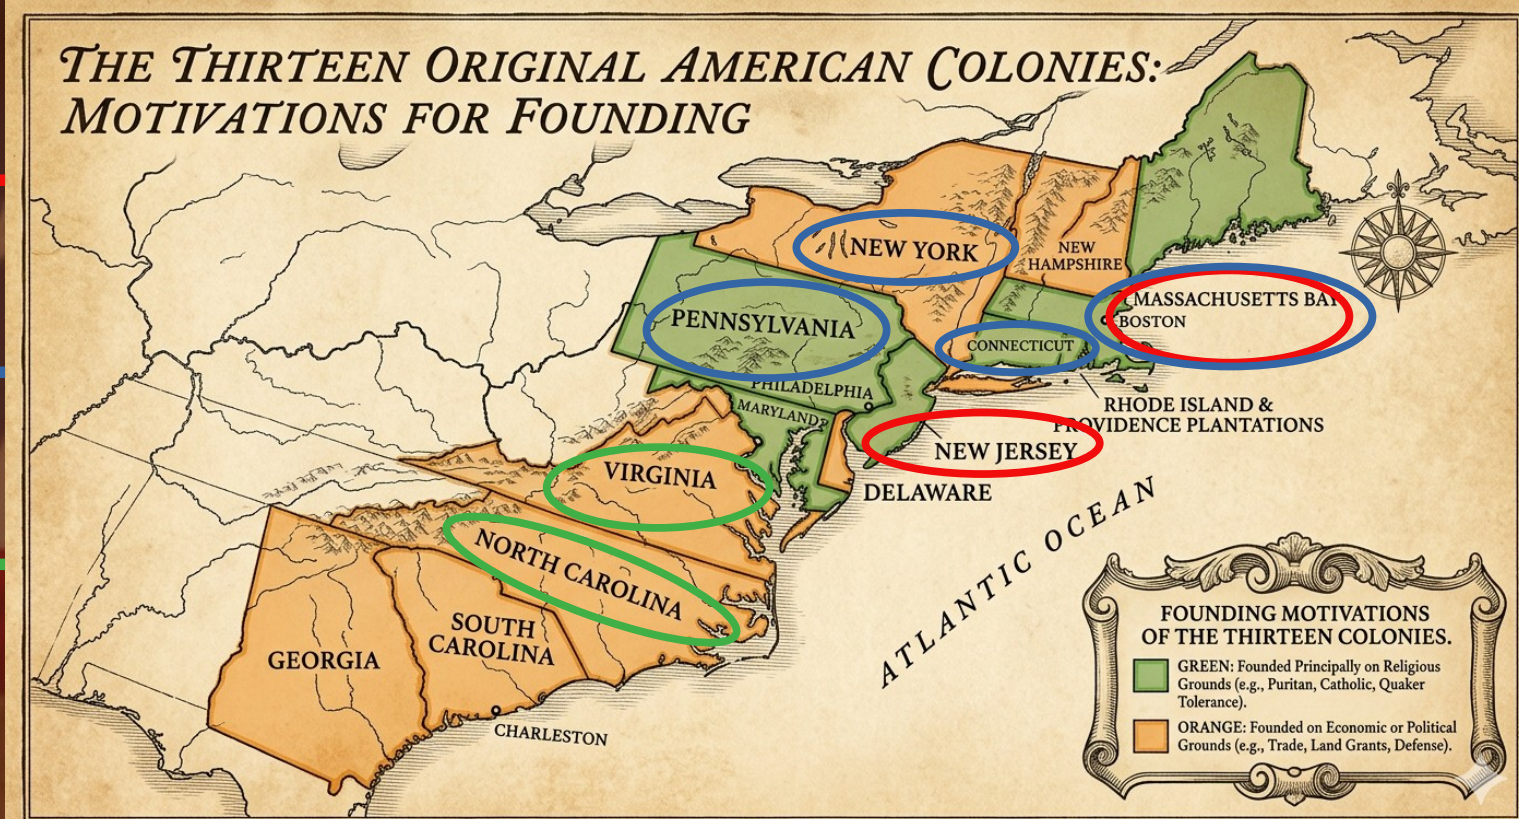 THE THIRTEEN ORIGINAL AMERICAN COLONIES:
MOTIVATIONS FOR FOUNDING
NEW YORK
NEW
HAMPSHIRE
MASSACHUSETTS BAY
BOSTON
PENNSYLVANIA
CONNECTICUT
PHILADELPHIA
MARYLAND?
RHODE ISLAND &
PROVIDENCE PLANTATIONS
NEW JERSEY
VIRGINIA
DELAWARE
NORTH CAROLINA
SOUTH
CAROLINA
GEORGIA
CHARLESTON
ATLANTIC OCEAN
FOUNDING MOTIVATIONS
OF THE THIRTEEN COLONIES.
GREEN: Founded Principally on Religious
Grounds (e.g., Puritan, Catholic, Quaker
Tolerance).
ORANGE: Founded on Economic or Political
Grounds (e.g., Trade, Land Grants, Defense).